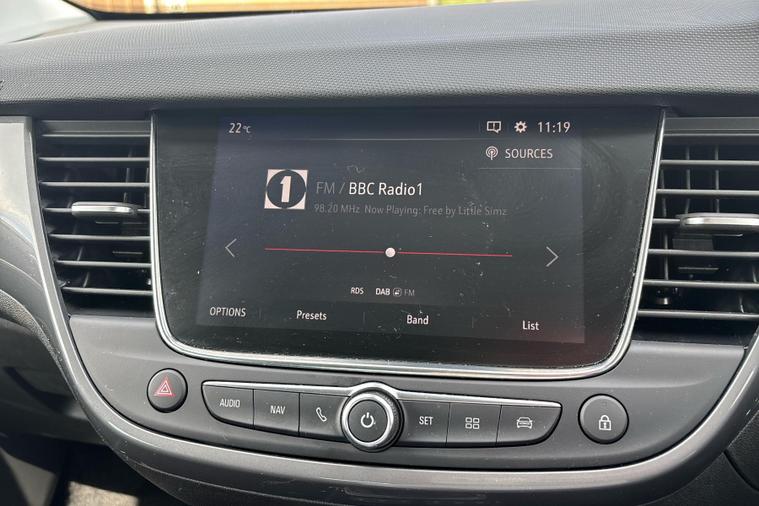 22°C 11:19
SOURCES
1 FM / BBC Radio1
98.20 MHz Now Playing: Free by Little Simz
RDS DAB FM
OPTIONS Presets Band List
AUDIO NAV SET